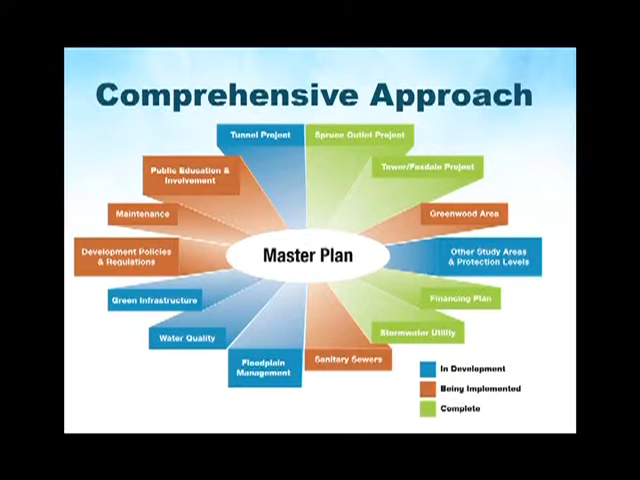 Comprehensive Approach
Tunnel Project
Spruce Outlet Project
Tower/Foxdale Project
Public Education &
Involvement
Maintenance
Greenwood Area
Development Policies
& Regulations
Master Plan
Other Study Areas
& Protection Levels
Green Infrastructure
Financing Plan
Water Quality
Stormwater Utility
Floodplain
Management
Sanitary Sewers
In Development
Being Implemented
Complete